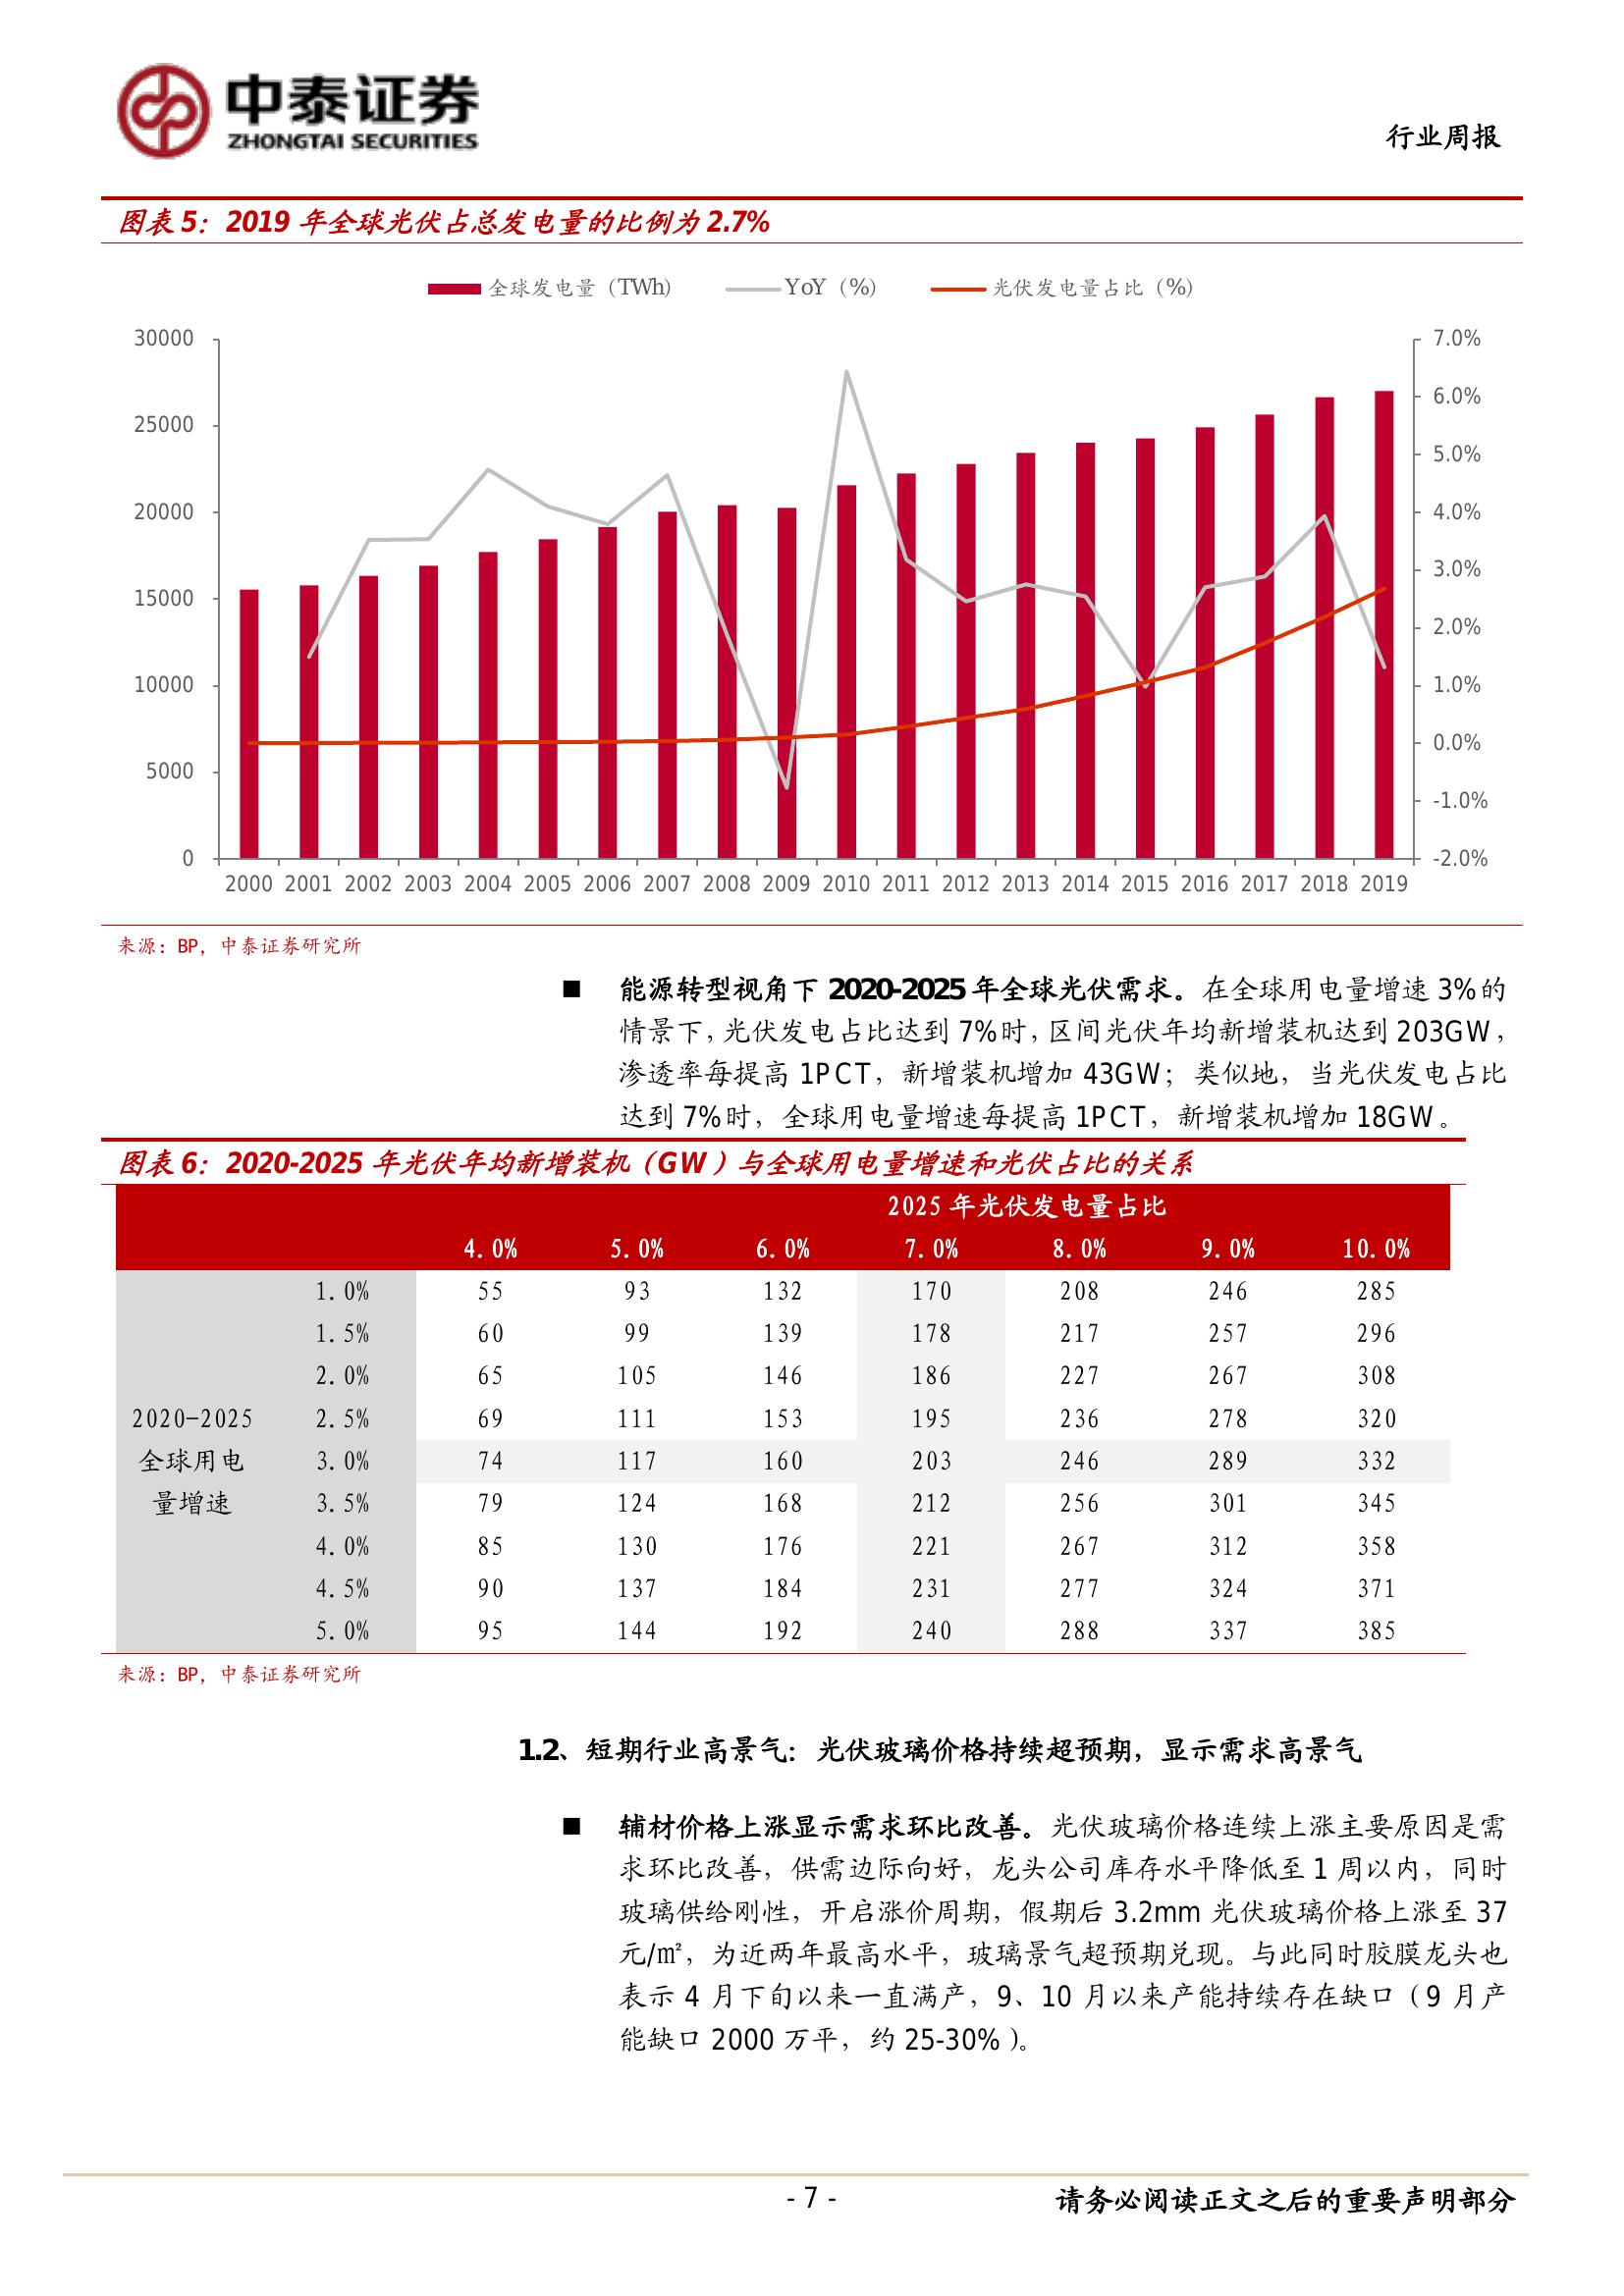 中泰证券
ZHONGTAI SECURITIES
行业周报
图表 5：2019 年全球光伏占总发电量的比例为 2.7%
全球发电量（TWh） YoY（%） 光伏发电量占比（%）
30000 7.0%
6.0%
25000
5.0%
20000 4.0%
3.0%
15000
2.0%
10000 1.0%
0.0%
5000
-1.0%
0 -2.0%
2000 2001 2002 2003 2004 2005 2006 2007 2008 2009 2010 2011 2012 2013 2014 2015 2016 2017 2018 2019
来源：BP，中泰证券研究所
■ 能源转型视角下 2020-2025 年全球光伏需求。在全球用电量增速 3%的
情景下，光伏发电占比达到 7%时，区间光伏年均新增装机达到 203GW，
渗透率每提高 1PCT，新增装机增加 43GW；类似地，当光伏发电占比
达到 7%时，全球用电量增速每提高 1PCT，新增装机增加 18GW。
图表 6：2020-2025 年光伏年均新增装机（GW）与全球用电量增速和光伏占比的关系
2025 年光伏发电量占比
4.0% 5.0% 6.0% 7.0% 8.0% 9.0% 10.0%
1.0% 55 93 132 170 208 246 285
1.5% 60 99 139 178 217 257 296
2.0% 65 105 146 186 227 267 308
2020-2025 2.5% 69 111 153 195 236 278 320
全球用电 3.0% 74 117 160 203 246 289 332
量增速 3.5% 79 124 168 212 256 301 345
4.0% 85 130 176 221 267 312 358
4.5% 90 137 184 231 277 324 371
5.0% 95 144 192 240 288 337 385
来源：BP，中泰证券研究所
1.2、短期行业高景气：光伏玻璃价格持续超预期，显示需求高景气
■ 辅材价格上涨显示需求环比改善。光伏玻璃价格连续上涨主要原因是需
求环比改善，供需边际向好，龙头公司库存水平降低至 1 周以内，同时
玻璃供给刚性，开启涨价周期，假期后 3.2mm 光伏玻璃价格上涨至 37
元/㎡，为近两年最高水平，玻璃景气超预期兑现。与此同时胶膜龙头也
表示 4 月下旬以来一直满产，9、10 月以来产能持续存在缺口（9 月产
能缺口 2000 万平，约 25-30%）。
- 7 -
请务必阅读正文之后的重要声明部分